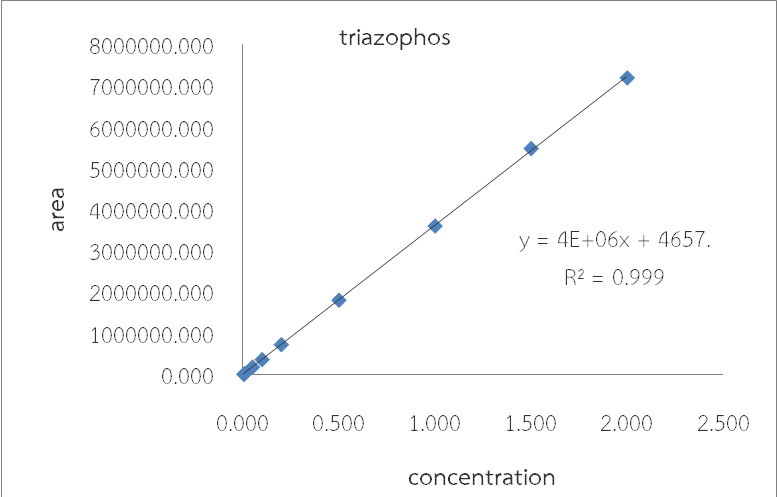 triazophos
8000000.000
7000000.000
6000000.000
5000000.000
4000000.000
3000000.000
2000000.000
1000000.000
0.000
area
y = 4E+06x + 4657.
R² = 0.999
0.000 0.500 1.000 1.500 2.000 2.500
concentration